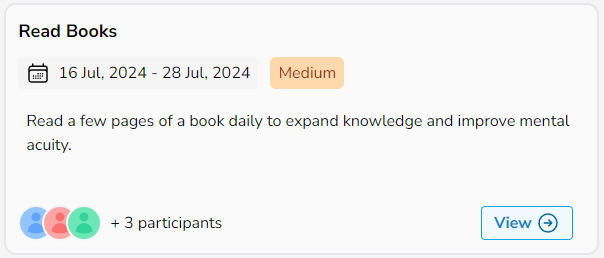 Read Books
16 Jul, 2024 - 28 Jul, 2024 Medium
Read a few pages of a book daily to expand knowledge and improve mental
acuity.
+ 3 participants View